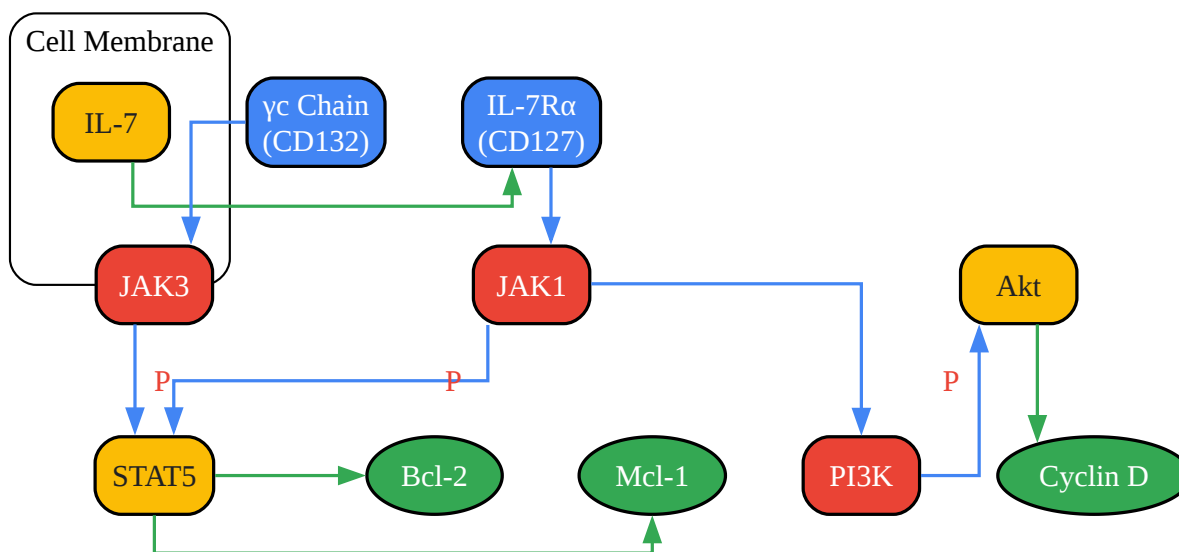 Cell Membrane
IL-7
γc Chain
(CD132)
IL-7Rα
(CD127)
JAK3
JAK1
Akt
P
P
P
STAT5
Bcl-2
Mcl-1
PI3K
Cyclin D